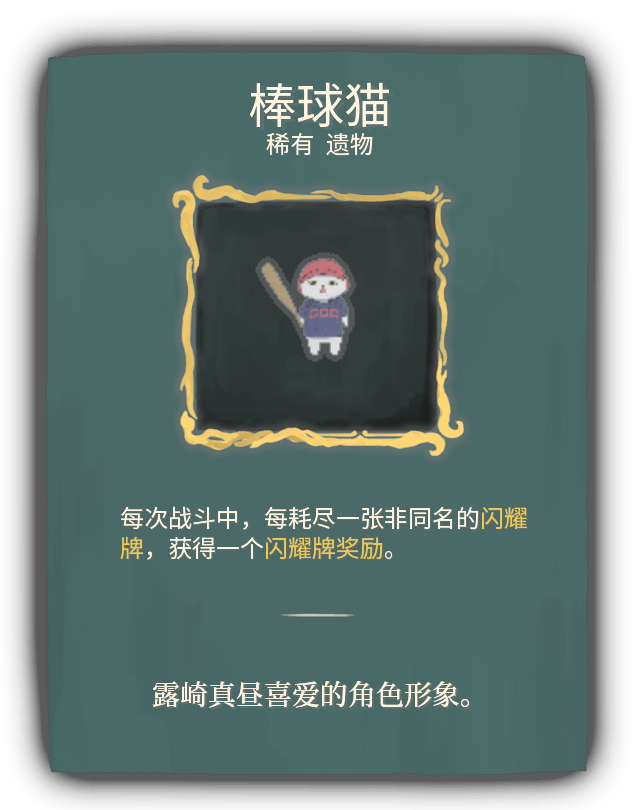 棒球猫
稀有 遗物
每次战斗中，每耗尽一张非同名的闪耀
牌，获得一个闪耀牌奖励。
露崎真昼喜爱的角色形象。